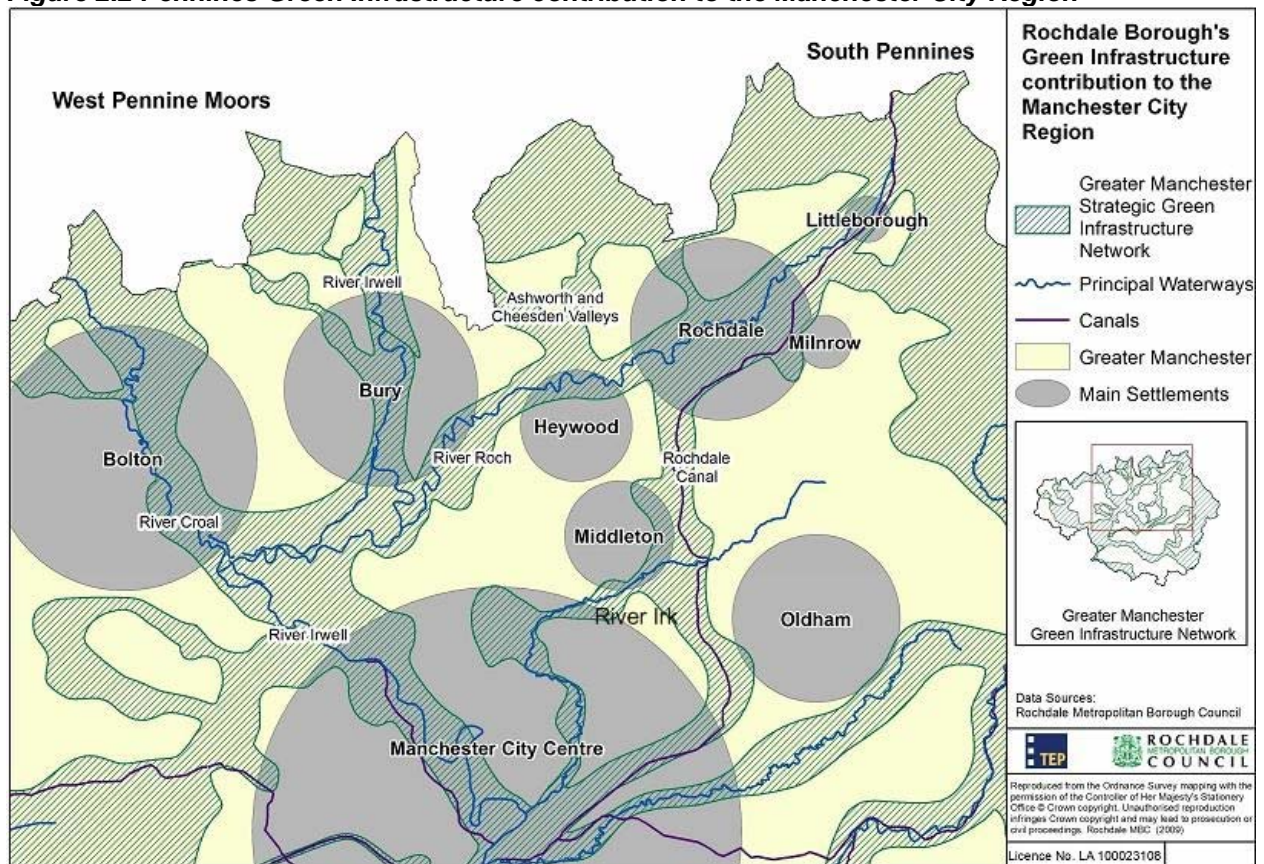 Figure 2.2 Pennines Green Infrastructure contribution to the Manchester City Region
West Pennine Moors
South Pennines
Littleborough
River Irwell
Ashworth and
Cheesden Valleys
Rochdale
Milnrow
Bury
Heywood
Bolton
River Roch
Rochdale
Canal
River Croal
Middleton
River Irk
Oldham
River Irwell
Manchester City Centre
Rochdale Borough's
Green Infrastructure
contribution to the
Manchester City
Region
Greater Manchester
Strategic Green
Infrastructure
Network
Principal Waterways
Canals
Greater Manchester
Main Settlements
Greater Manchester
Green Infrastructure Network
Data Sources:
Rochdale Metropolitan Borough Council
TEP
ROCHDALE
METROPOLITAN BOROUGH
COUNCIL
Reproduced from the Ordnance Survey mapping with the
permission of the Controller of Her Majesty's Stationery
Office © Crown copyright. Unauthorised reproduction
infringes Crown copyright and may lead to prosecution or
civil proceedings. Rochdale MBC (2009)
Licence No. LA 100023108